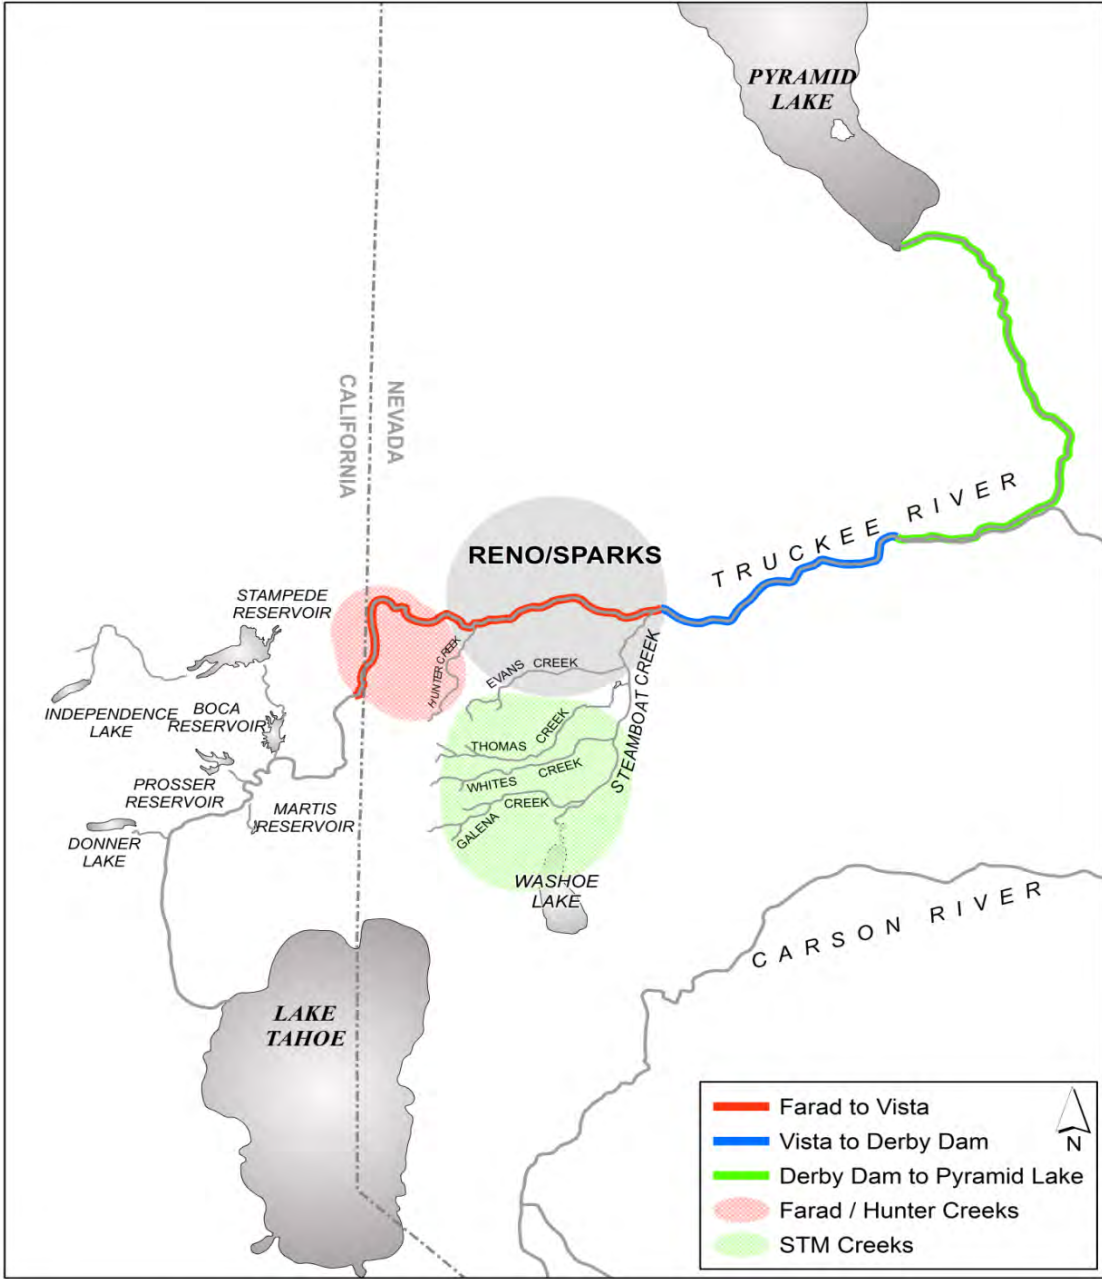 PYRAMID
LAKE
CALIFORNIA
NEVADA
TRUCKEE RIVER
RENO/SPARKS
STAMPEDE
RESERVOIR
HUNTER CREEK
EVANS CREEK
STEAMBOAT CREEK
INDEPENDENCE
LAKE
BOCA
RESERVOIR
THOMAS CREEK
WHITES CREEK
PROSSER
RESERVOIR
MARTIS
RESERVOIR
GALENA CREEK
DONNER
LAKE
WASHOE
LAKE
CARSON RIVER
LAKE
TAHOE
Farad to Vista
Vista to Derby Dam
Derby Dam to Pyramid Lake
Farad / Hunter Creeks
STM Creeks
N